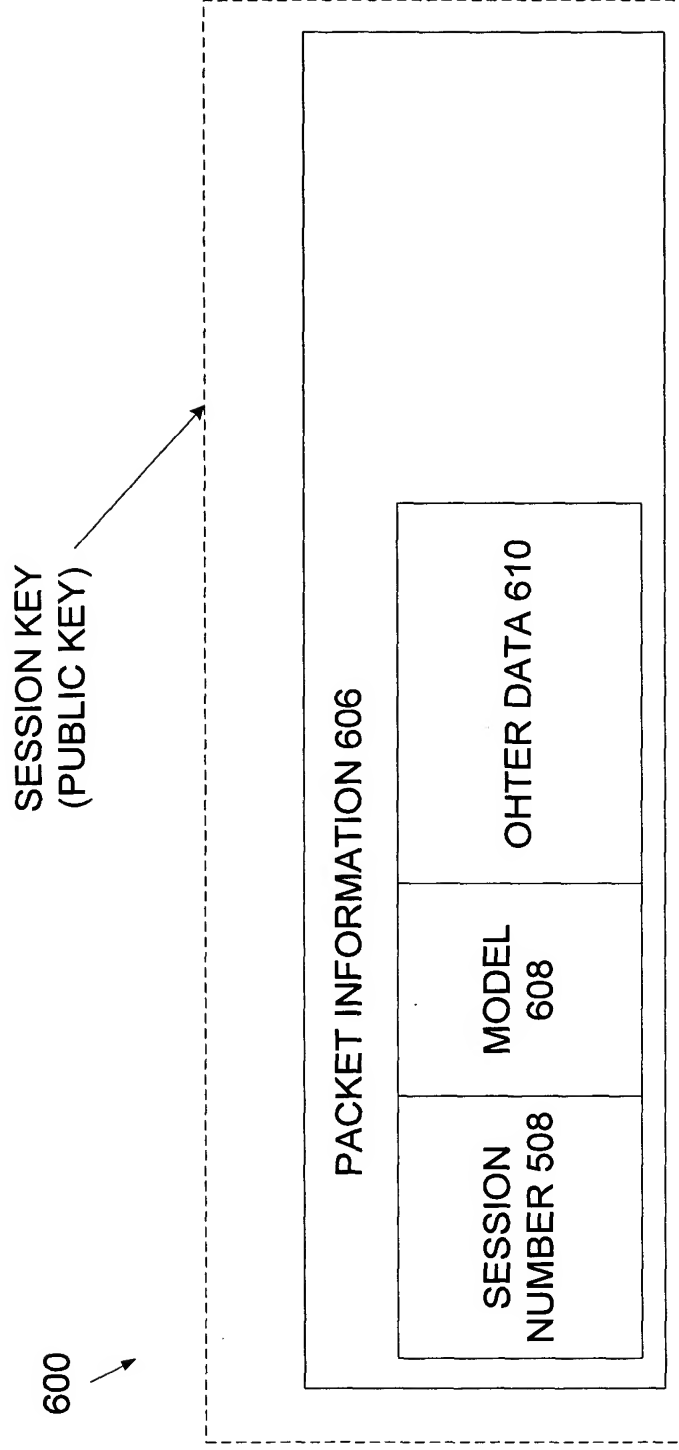 600
SESSION KEY
(PUBLIC KEY)
PACKET INFORMATION 606
SESSION
NUMBER 508
MODEL
608
OHTER DATA 610